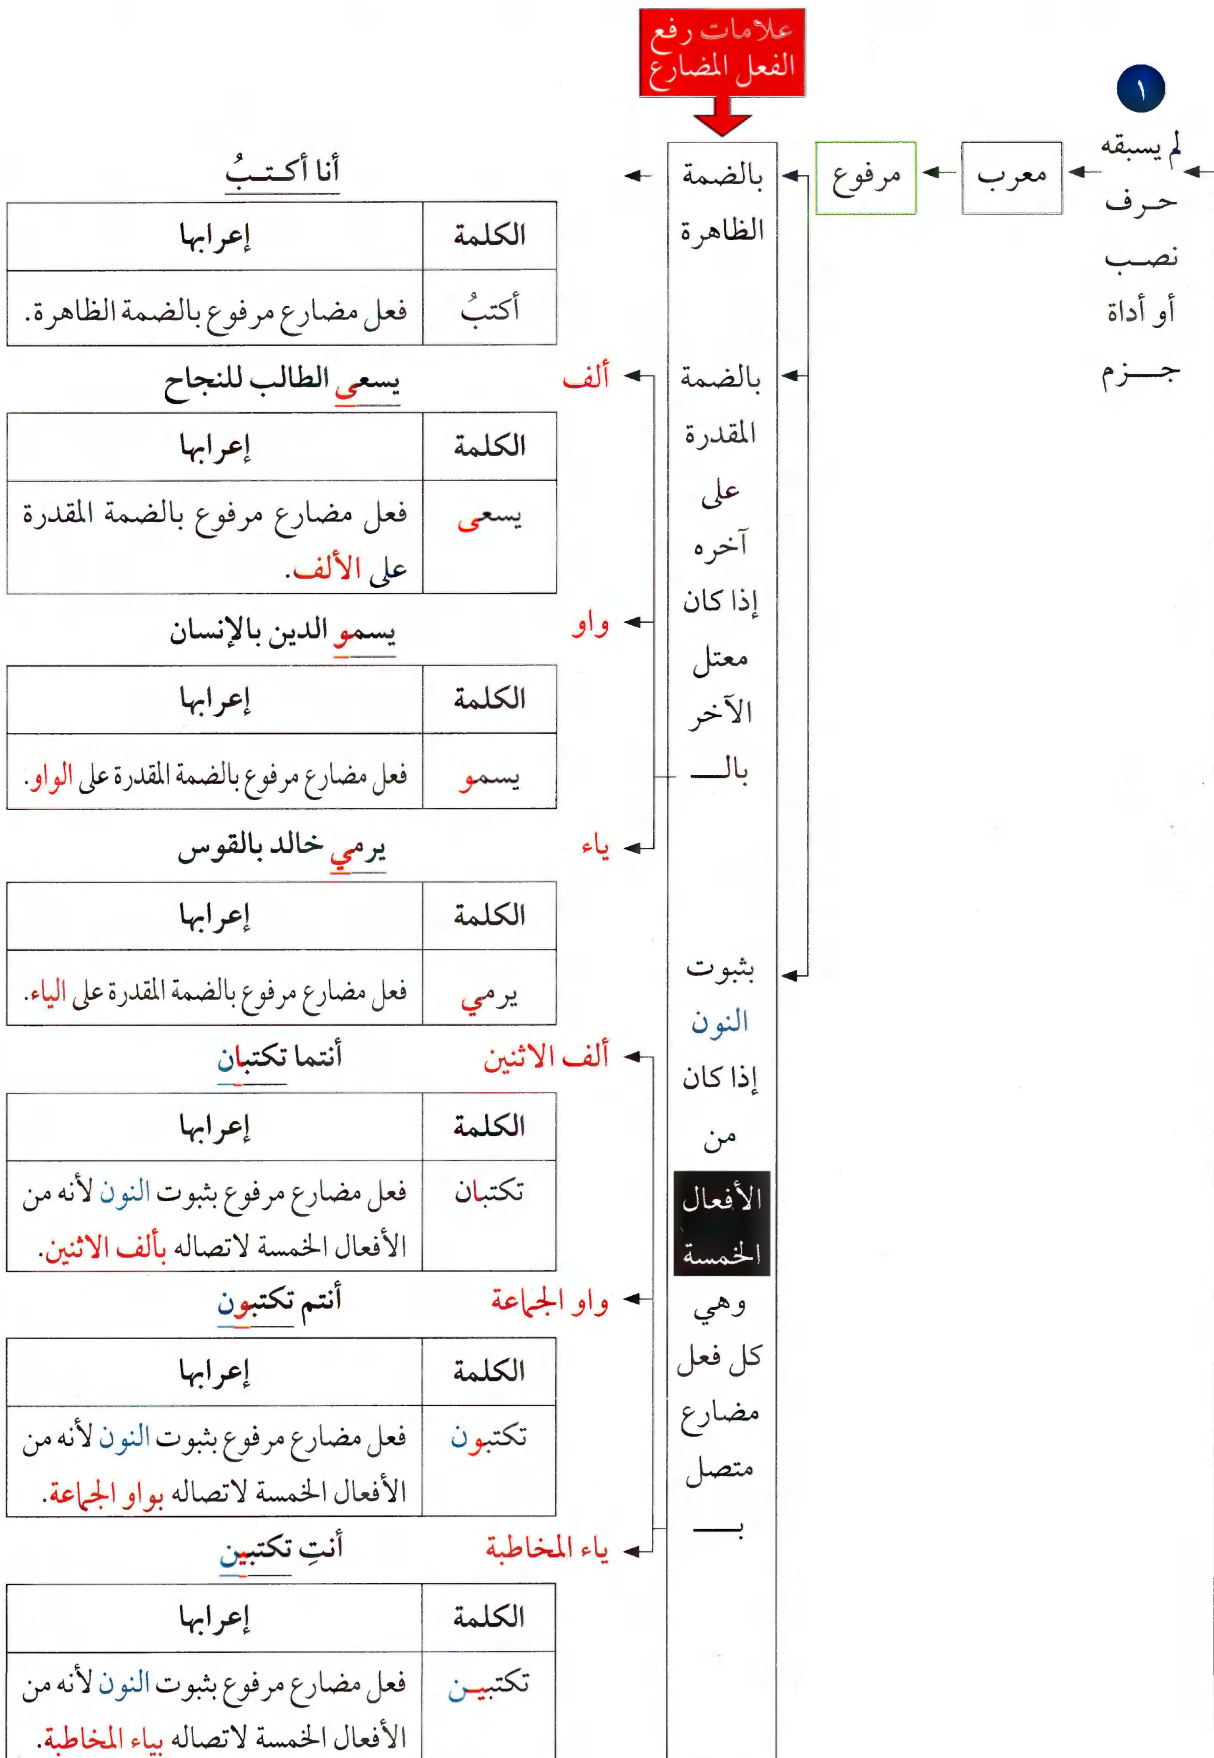 علامات رفع
الفعل المضارع
١
لم يسبقه
حرف
نصب
أو أداة
جزم
معرب
مرفوع
بالضمة
الظاهرة
أنا أكتبُ
الكلمة إعرابها
أكتبُ فعل مضارع مرفوع بالضمة الظاهرة.
بالضمة
المقدرة
على
آخره
إذا كان
معتل
الآخر
بالـ
ألف يسعى الطالب للنجاح
الكلمة إعرابها
يسعى فعل مضارع مرفوع بالضمة المقدرة
على الألف.
واو يسمو الدين بالإنسان
الكلمة إعرابها
يسمو فعل مضارع مرفوع بالضمة المقدرة على الواو.
ياء يرمي خالد بالقوس
الكلمة إعرابها
يرمي فعل مضارع مرفوع بالضمة المقدرة على الياء.
بثبوت
النون
إذا كان
من
الأفعال
الخمسة
وهي
كل فعل
مضارع
متصل
بـ
ألف الاثنين أنتما تكتبان
الكلمة إعرابها
تكتبان فعل مضارع مرفوع بثبوت النون لأنه من
الأفعال الخمسة لاتصاله بألف الاثنين.
واو الجماعة أنتم تكتبون
الكلمة إعرابها
تكتبون فعل مضارع مرفوع بثبوت النون لأنه من
الأفعال الخمسة لاتصاله بواو الجماعة.
ياء المخاطبة أنتِ تكتبين
الكلمة إعرابها
تكتبيـن فعل مضارع مرفوع بثبوت النون لأنه من
الأفعال الخمسة لاتصاله بياء المخاطبة.